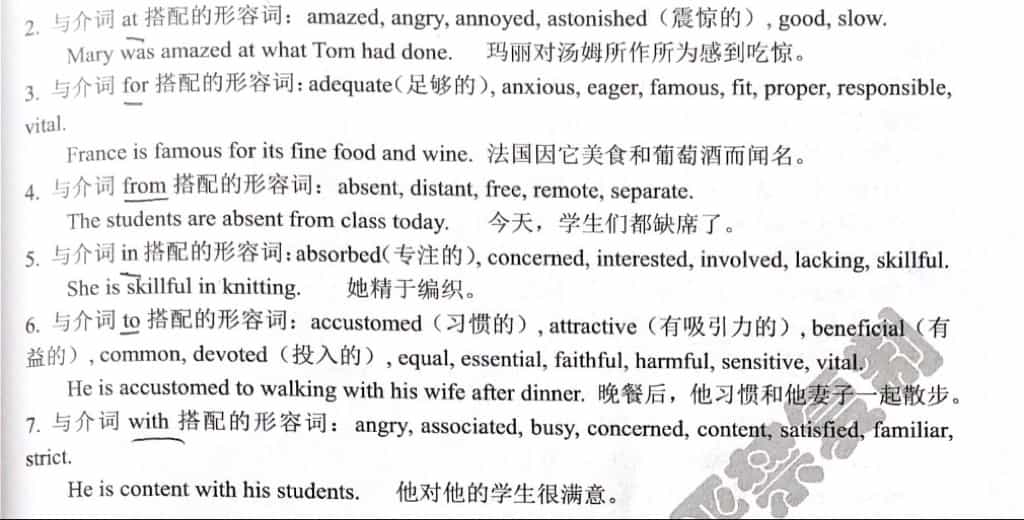 2. 与介词 at 搭配的形容词：amazed, angry, annoyed, astonished（震惊的）, good, slow.
Mary was amazed at what Tom had done. 玛丽对汤姆所作所为感到吃惊。
3. 与介词 for 搭配的形容词：adequate（足够的）, anxious, eager, famous, fit, proper, responsible,
vital.
France is famous for its fine food and wine. 法国因它美食和葡萄酒而闻名。
4. 与介词 from 搭配的形容词：absent, distant, free, remote, separate.
The students are absent from class today. 今天，学生们都缺席了。
5. 与介词 in 搭配的形容词：absorbed（专注的）, concerned, interested, involved, lacking, skillful.
She is skillful in knitting. 她精于编织。
6. 与介词 to 搭配的形容词：accustomed（习惯的）, attractive（有吸引力的）, beneficial（有
益的）, common, devoted（投入的）, equal, essential, faithful, harmful, sensitive, vital.
He is accustomed to walking with his wife after dinner. 晚餐后，他习惯和他妻子一起散步。
7. 与介词 with 搭配的形容词：angry, associated, busy, concerned, content, satisfied, familiar,
strict.
He is content with his students. 他对他的学生很满意。